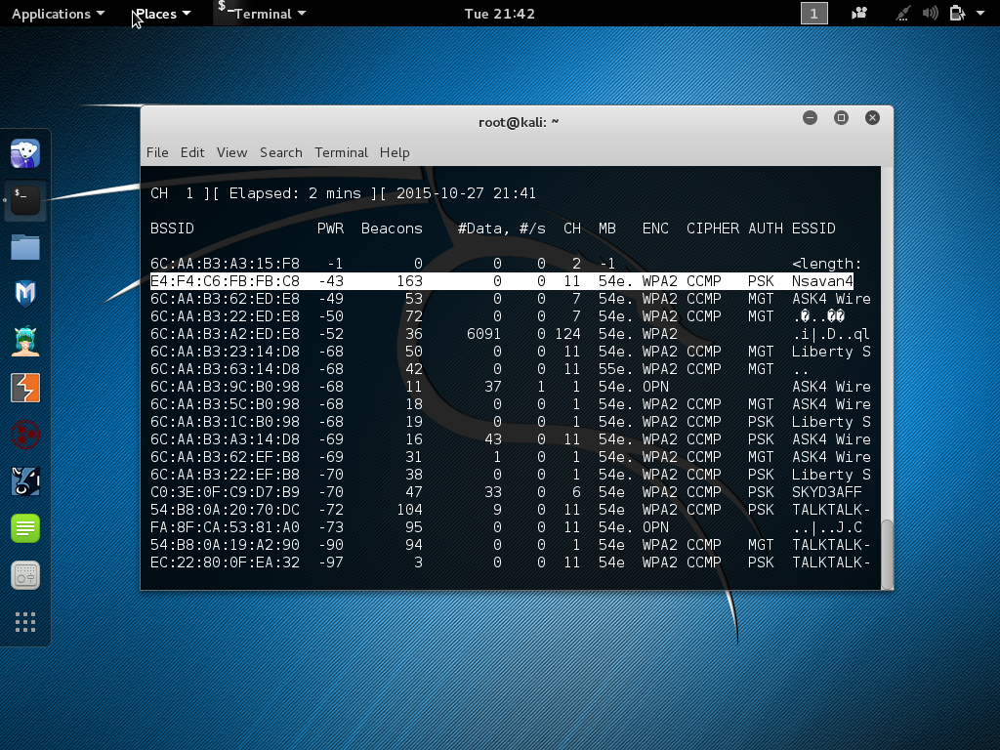 Applications Places Terminal Tue 21:42 1
root@kali: ~
File Edit View Search Terminal Help
CH 1 ][ Elapsed: 2 mins ][ 2015-10-27 21:41
BSSID PWR Beacons #Data, #/s CH MB ENC CIPHER AUTH ESSID
6C:AA:B3:A3:15:F8 -1 0 0 0 2 -1 <length:
E4:F4:C6:FB:FB:C8 -43 163 0 0 11 54e. WPA2 CCMP PSK Nsavan4
6C:AA:B3:62:ED:E8 -49 53 0 0 7 54e. WPA2 CCMP MGT ASK4 Wire
6C:AA:B3:22:ED:E8 -50 72 0 0 7 54e. WPA2 CCMP MGT .�..��
6C:AA:B3:A2:ED:E8 -52 36 6091 0 124 54e. WPA2 .i|.D..ql
6C:AA:B3:23:14:D8 -68 50 0 0 11 54e. WPA2 CCMP MGT Liberty S
6C:AA:B3:63:14:D8 -68 42 0 0 11 55e. WPA2 CCMP MGT ..
6C:AA:B3:9C:B0:98 -68 11 37 1 1 54e. OPN ASK4 Wire
6C:AA:B3:5C:B0:98 -68 18 0 0 1 54e. WPA2 CCMP MGT ASK4 Wire
6C:AA:B3:1C:B0:98 -68 19 0 0 1 54e. WPA2 CCMP PSK Liberty S
6C:AA:B3:A3:14:D8 -69 16 43 0 11 54e. WPA2 CCMP PSK ASK4 Wire
6C:AA:B3:62:EF:B8 -69 31 1 0 1 54e. WPA2 CCMP MGT ASK4 Wire
6C:AA:B3:22:EF:B8 -70 38 0 0 1 54e. WPA2 CCMP PSK Liberty S
C0:3E:0F:C9:D7:B9 -70 47 33 0 6 54e WPA2 CCMP PSK SKYD3AFF
54:B8:0A:20:70:DC -72 104 9 0 11 54e WPA2 CCMP PSK TALKTALK-
FA:8F:CA:53:81:A0 -73 95 0 0 11 54e. OPN ..|..J.C
54:B8:0A:19:A2:90 -90 94 0 0 1 54e WPA2 CCMP MGT TALKTALK-
EC:22:80:0F:EA:32 -97 3 0 0 11 54e WPA2 CCMP PSK TALKTALK-